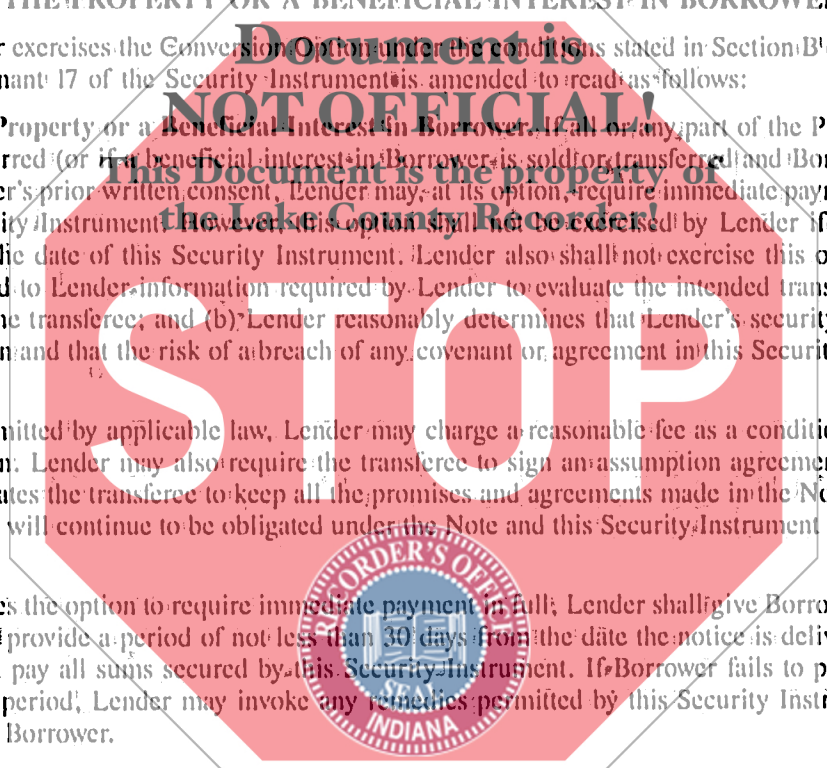 THE PROPERTY OR A BENEFICIAL INTEREST IN BORROWE
Document is
r exercises the Conversion Option under the conditions stated in Section B
nant 17 of the Security Instrument is amended to read as follows:
NOT OFFICIAL!
Property or a Beneficial Interest in Borrower. If all or any part of the P
rred (or if a beneficial interest in Borrower is sold or transferred and Bor
This Document is the property of
er's prior written consent Lender may, at its option, require immediate pay
the Lake County Recorder!
ity Instrument. However this option shall not be exercised by Lender if
he date of this Security Instrument. Lender also shall not exercise this o
d to Lender information required by Lender to evaluate the intended trans
he transferee; and (b) Lender reasonably determines that Lender's security
n and that the risk of a breach of any covenant or agreement in this Securit
STOP
mitted by applicable law, Lender may charge a reasonable fee as a conditi
n. Lender may also require the transferee to sign an assumption agreeme
ates the transferee to keep all the promises and agreements made in the No
will continue to be obligated under the Note and this Security Instrument
RECORDER'S OFFICE
es the option to require immediate payment in full, Lender shall give Borro
provide a period of not less than 30 days from the date the notice is deliv
pay all sums secured by this Security Instrument. If Borrower fails to p
SEAL
period, Lender may invoke any remedies permitted by this Security Instr
INDIANA
Borrower.